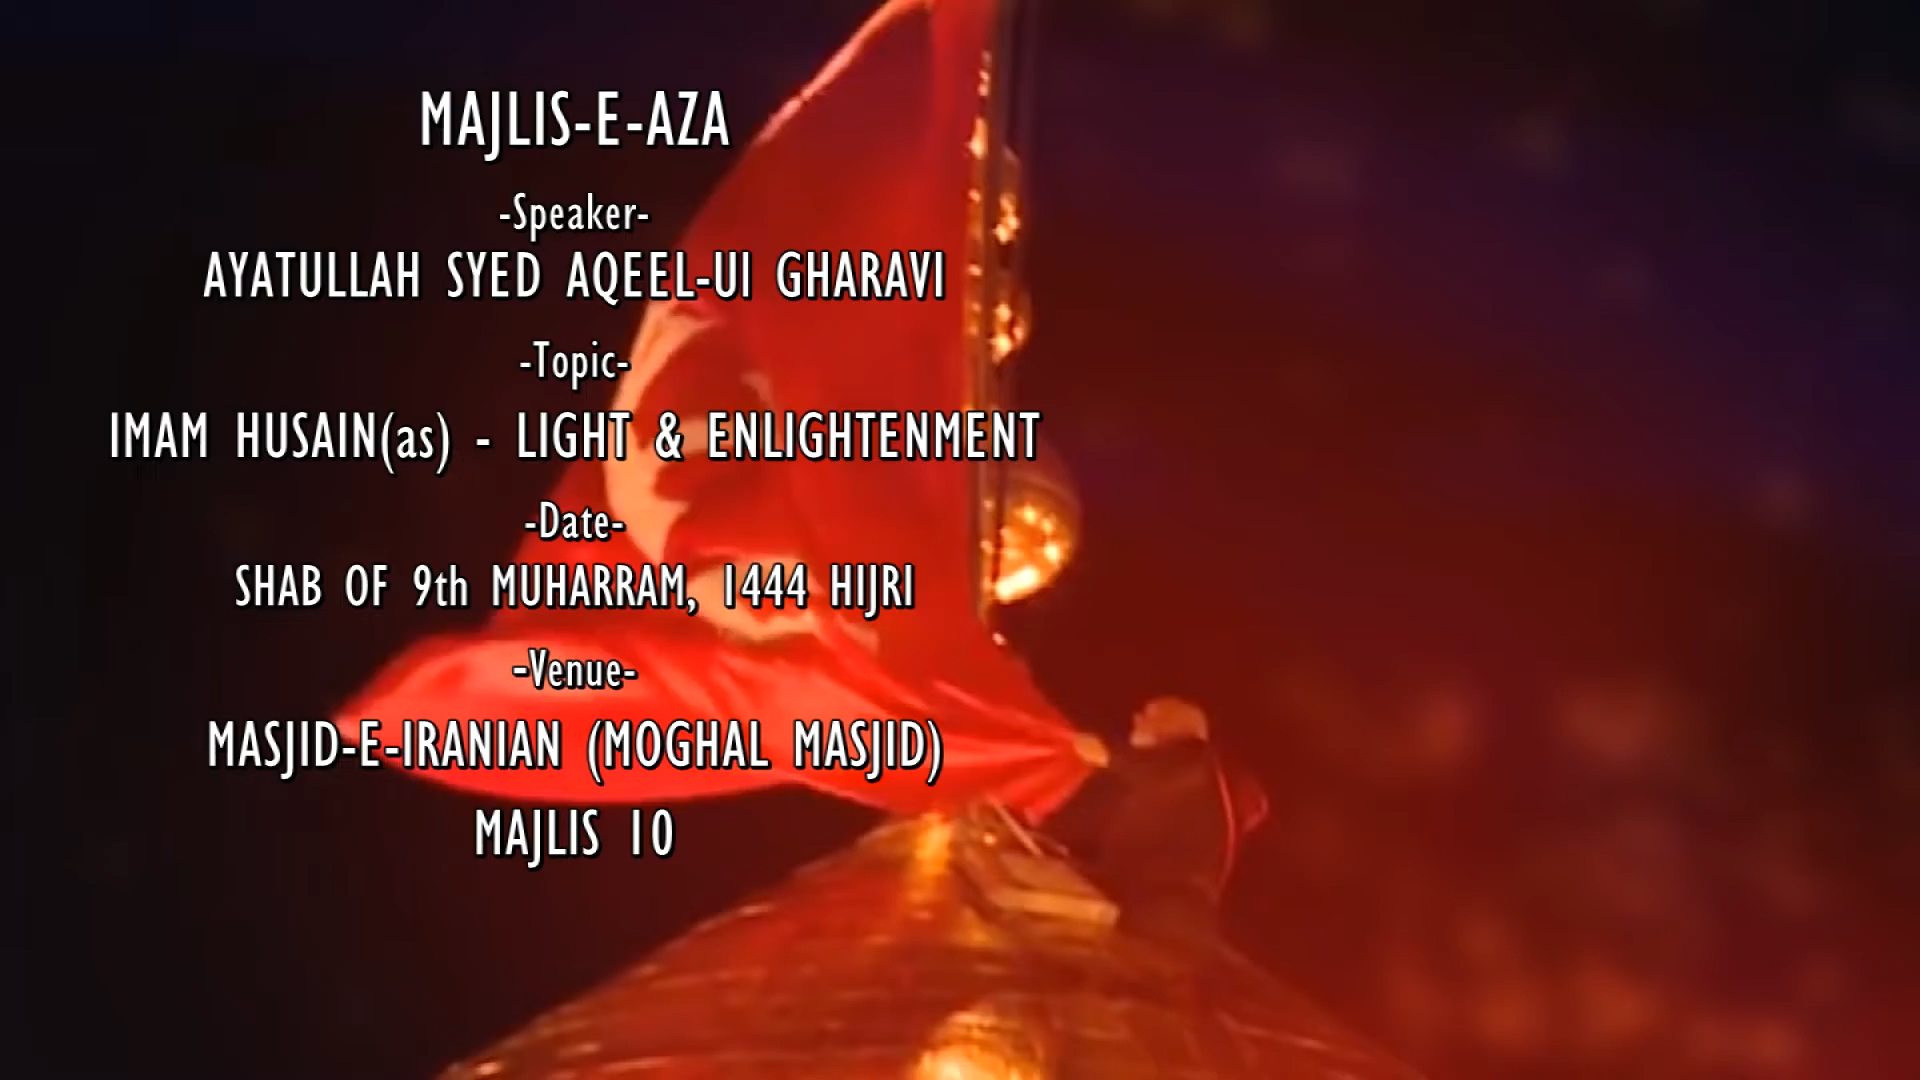 MAJLIS-E-AZA
-Speaker-
AYATULLAH SYED AQEEL-Ul GHARAVI
-Topic-
IMAM HUSAIN(as) - LIGHT & ENLIGHTENMENT
-Date-
SHAB OF 9th MUHARRAM, 1444 HIJRI
-Venue-
MASJID-E-IRANIAN (MOGHAL MASJID)
MAJLIS 10